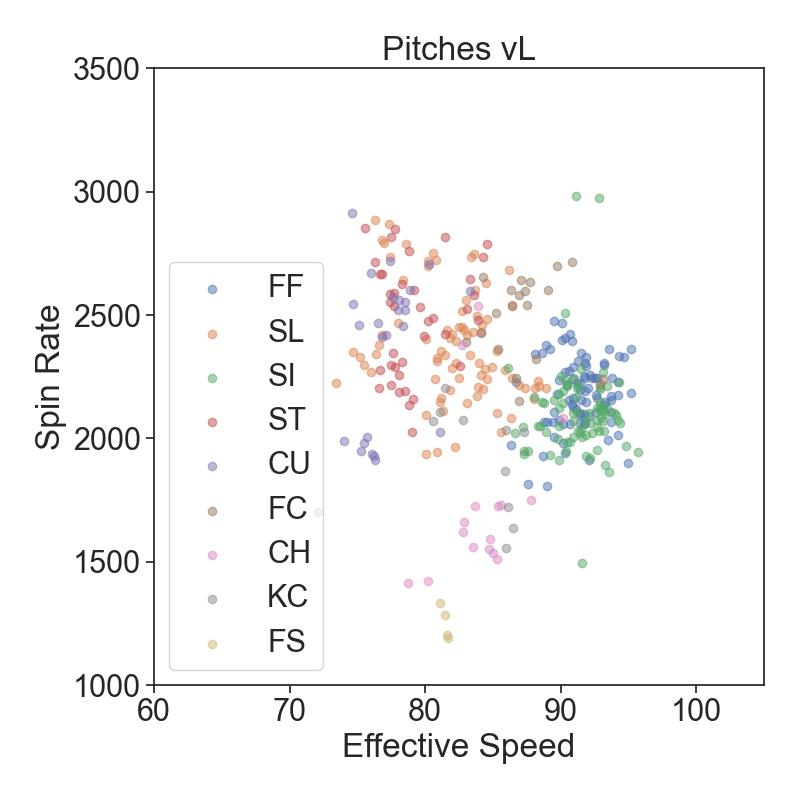 Pitches vL
3500
3000
2500
2000
1500
1000
Spin Rate
FF
SL
SI
ST
CU
FC
CH
KC
FS
60
70
80
90
100
Effective Speed